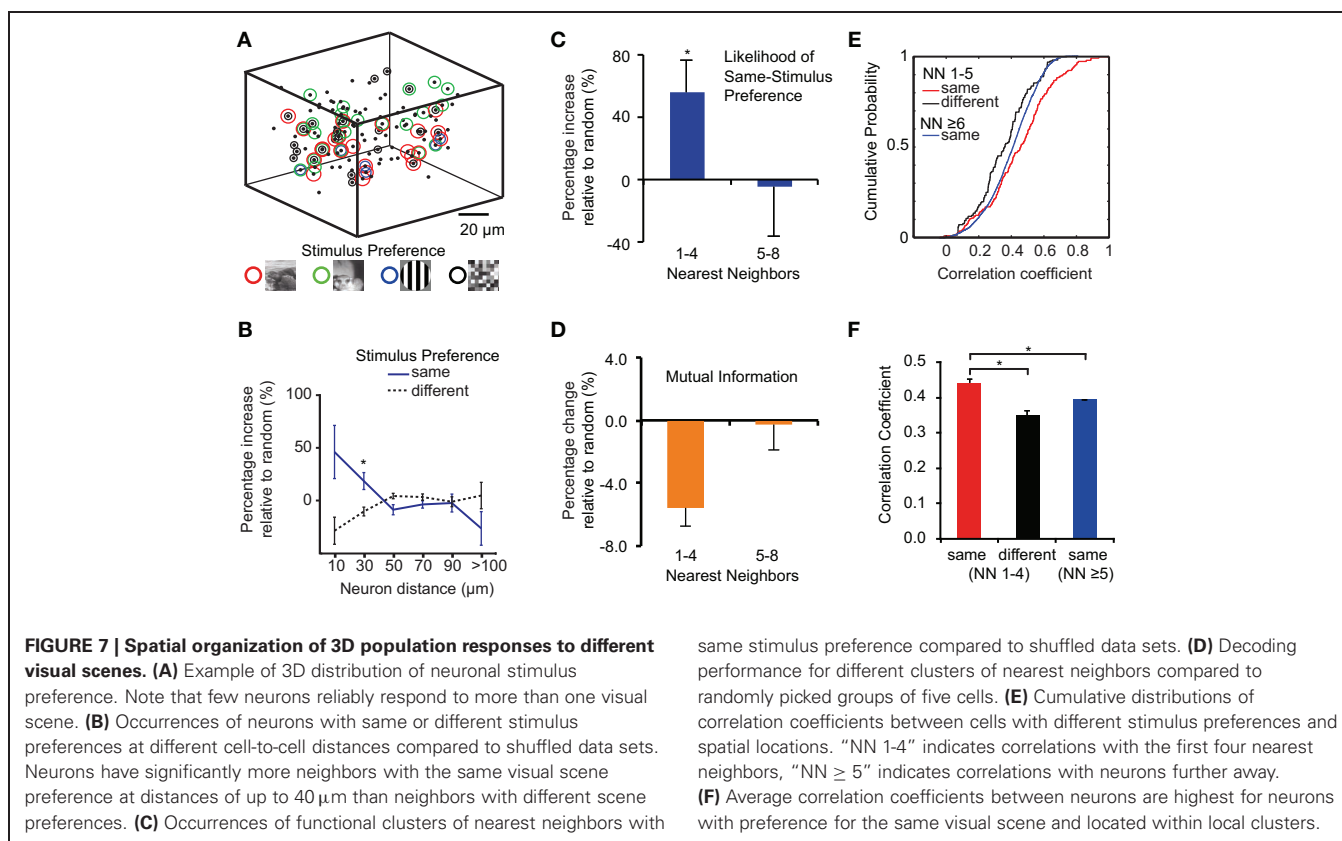 A
20 µm
Stimulus Preference
B
Stimulus Preference
same
different
Percentage increase
relative to random (%)
100
50
0
10
30
50
70
90
>100
Neuron distance (µm)
C
Percentage increase
relative to random (%)
80
40
0
-40
*
Likelihood of
Same-Stimulus
Preference
1-4
5-8
Nearest Neighbors
D
Percentage change
relative to random (%)
4.0
0.0
-4.0
-8.0
Mutual Information
1-4
5-8
Nearest Neighbors
E
Cumulative Probability
1
0.5
0
NN 1-5
same
different
NN ≥6
same
0
0.2
0.4
0.6
0.8
1
Correlation coefficient
F
Correlation Coefficient
0.5
0.4
0.3
0.2
0.1
0.0
*
*
same
different
same
(NN 1-4)
(NN ≥5)
*
FIGURE 7 | Spatial organization of 3D population responses to different
visual scenes. (A) Example of 3D distribution of neuronal stimulus
preference. Note that few neurons reliably respond to more than one visual
scene. (B) Occurrences of neurons with same or different stimulus
preferences at different cell-to-cell distances compared to shuffled data sets.
Neurons have significantly more neighbors with the same visual scene
preference at distances of up to 40 µm than neighbors with different scene
preferences. (C) Occurrences of functional clusters of nearest neighbors with
same stimulus preference compared to shuffled data sets. (D) Decoding
performance for different clusters of nearest neighbors compared to
randomly picked groups of five cells. (E) Cumulative distributions of
correlation coefficients between cells with different stimulus preferences and
spatial locations. "NN 1-4" indicates correlations with the first four nearest
neighbors, "NN ≥ 5" indicates correlations with neurons further away.
(F) Average correlation coefficients between neurons are highest for neurons
with preference for the same visual scene and located within local clusters.